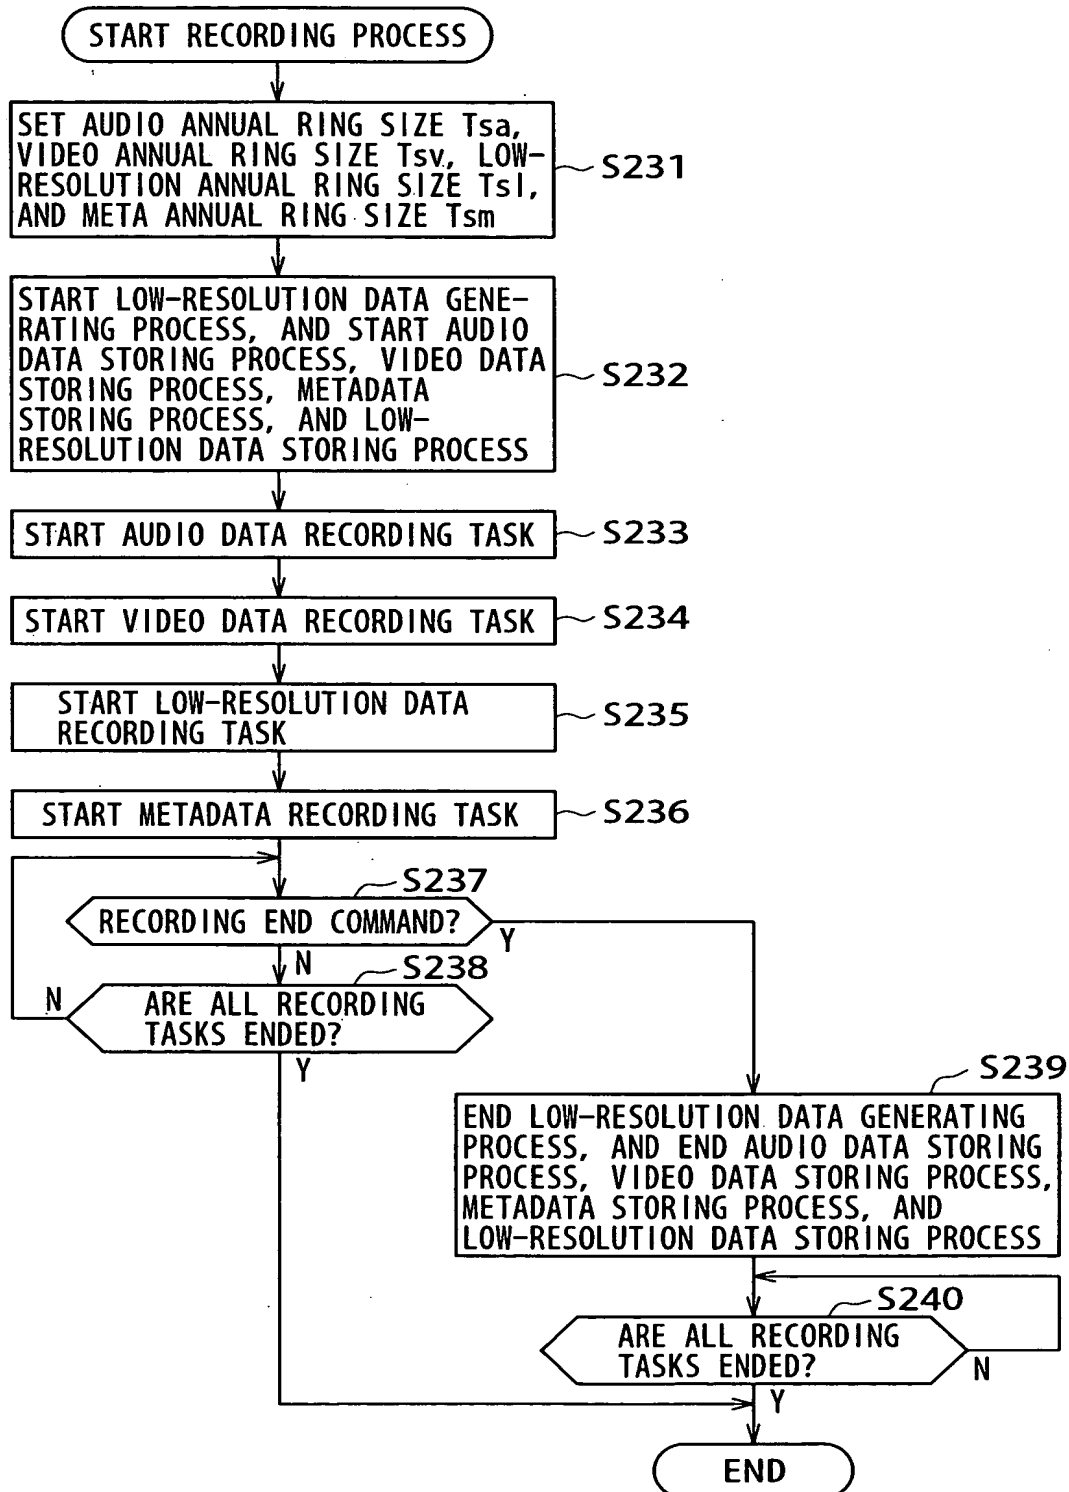 START RECORDING PROCESS
SET AUDIO ANNUAL RING SIZE Tsa,
VIDEO ANNUAL RING SIZE Tsv, LOW-
RESOLUTION ANNUAL RING SIZE Tsl,
AND META ANNUAL RING SIZE Tsm
S231
START LOW-RESOLUTION DATA GENE-
RATING PROCESS, AND START AUDIO
DATA STORING PROCESS, VIDEO DATA
STORING PROCESS, METADATA
STORING PROCESS, AND LOW-
RESOLUTION DATA STORING PROCESS
S232
START AUDIO DATA RECORDING TASK
S233
START VIDEO DATA RECORDING TASK
S234
START LOW-RESOLUTION DATA
RECORDING TASK
S235
START METADATA RECORDING TASK
S236
S237
RECORDING END COMMAND?
Y
N
S238
N
ARE ALL RECORDING
TASKS ENDED?
Y
S239
END LOW-RESOLUTION DATA GENERATING
PROCESS, AND END AUDIO DATA STORING
PROCESS, VIDEO DATA STORING PROCESS,
METADATA STORING PROCESS, AND
LOW-RESOLUTION DATA STORING PROCESS
S240
ARE ALL RECORDING
TASKS ENDED?
N
Y
END